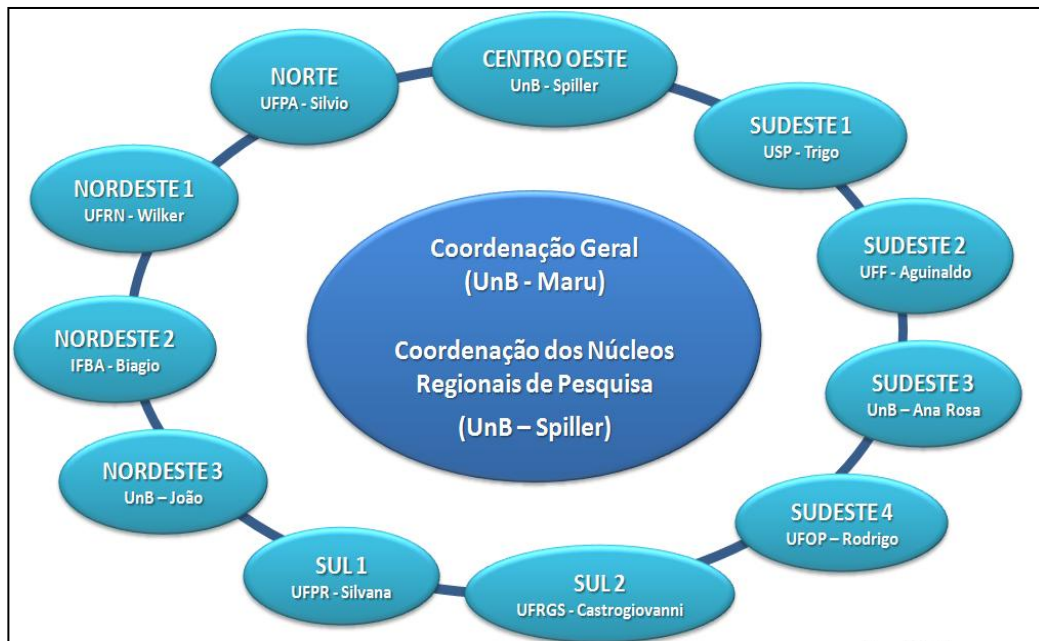 CENTRO OESTE
UnB - Spiller
SUDESTE 1
USP - Trigo
SUDESTE 2
UFF - Aguinaldo
SUDESTE 3
UnB – Ana Rosa
SUDESTE 4
UFOP – Rodrigo
SUL 2
UFRGS - Castrogiovanni
SUL 1
UFPR - Silvana
NORDESTE 3
UnB – João
NORDESTE 2
IFBA - Biagio
NORDESTE 1
UFRN - Wilker
NORTE
UFPA - Silvio
Coordenação Geral
(UnB - Maru)
Coordenação dos Núcleos
Regionais de Pesquisa
(UnB – Spiller)